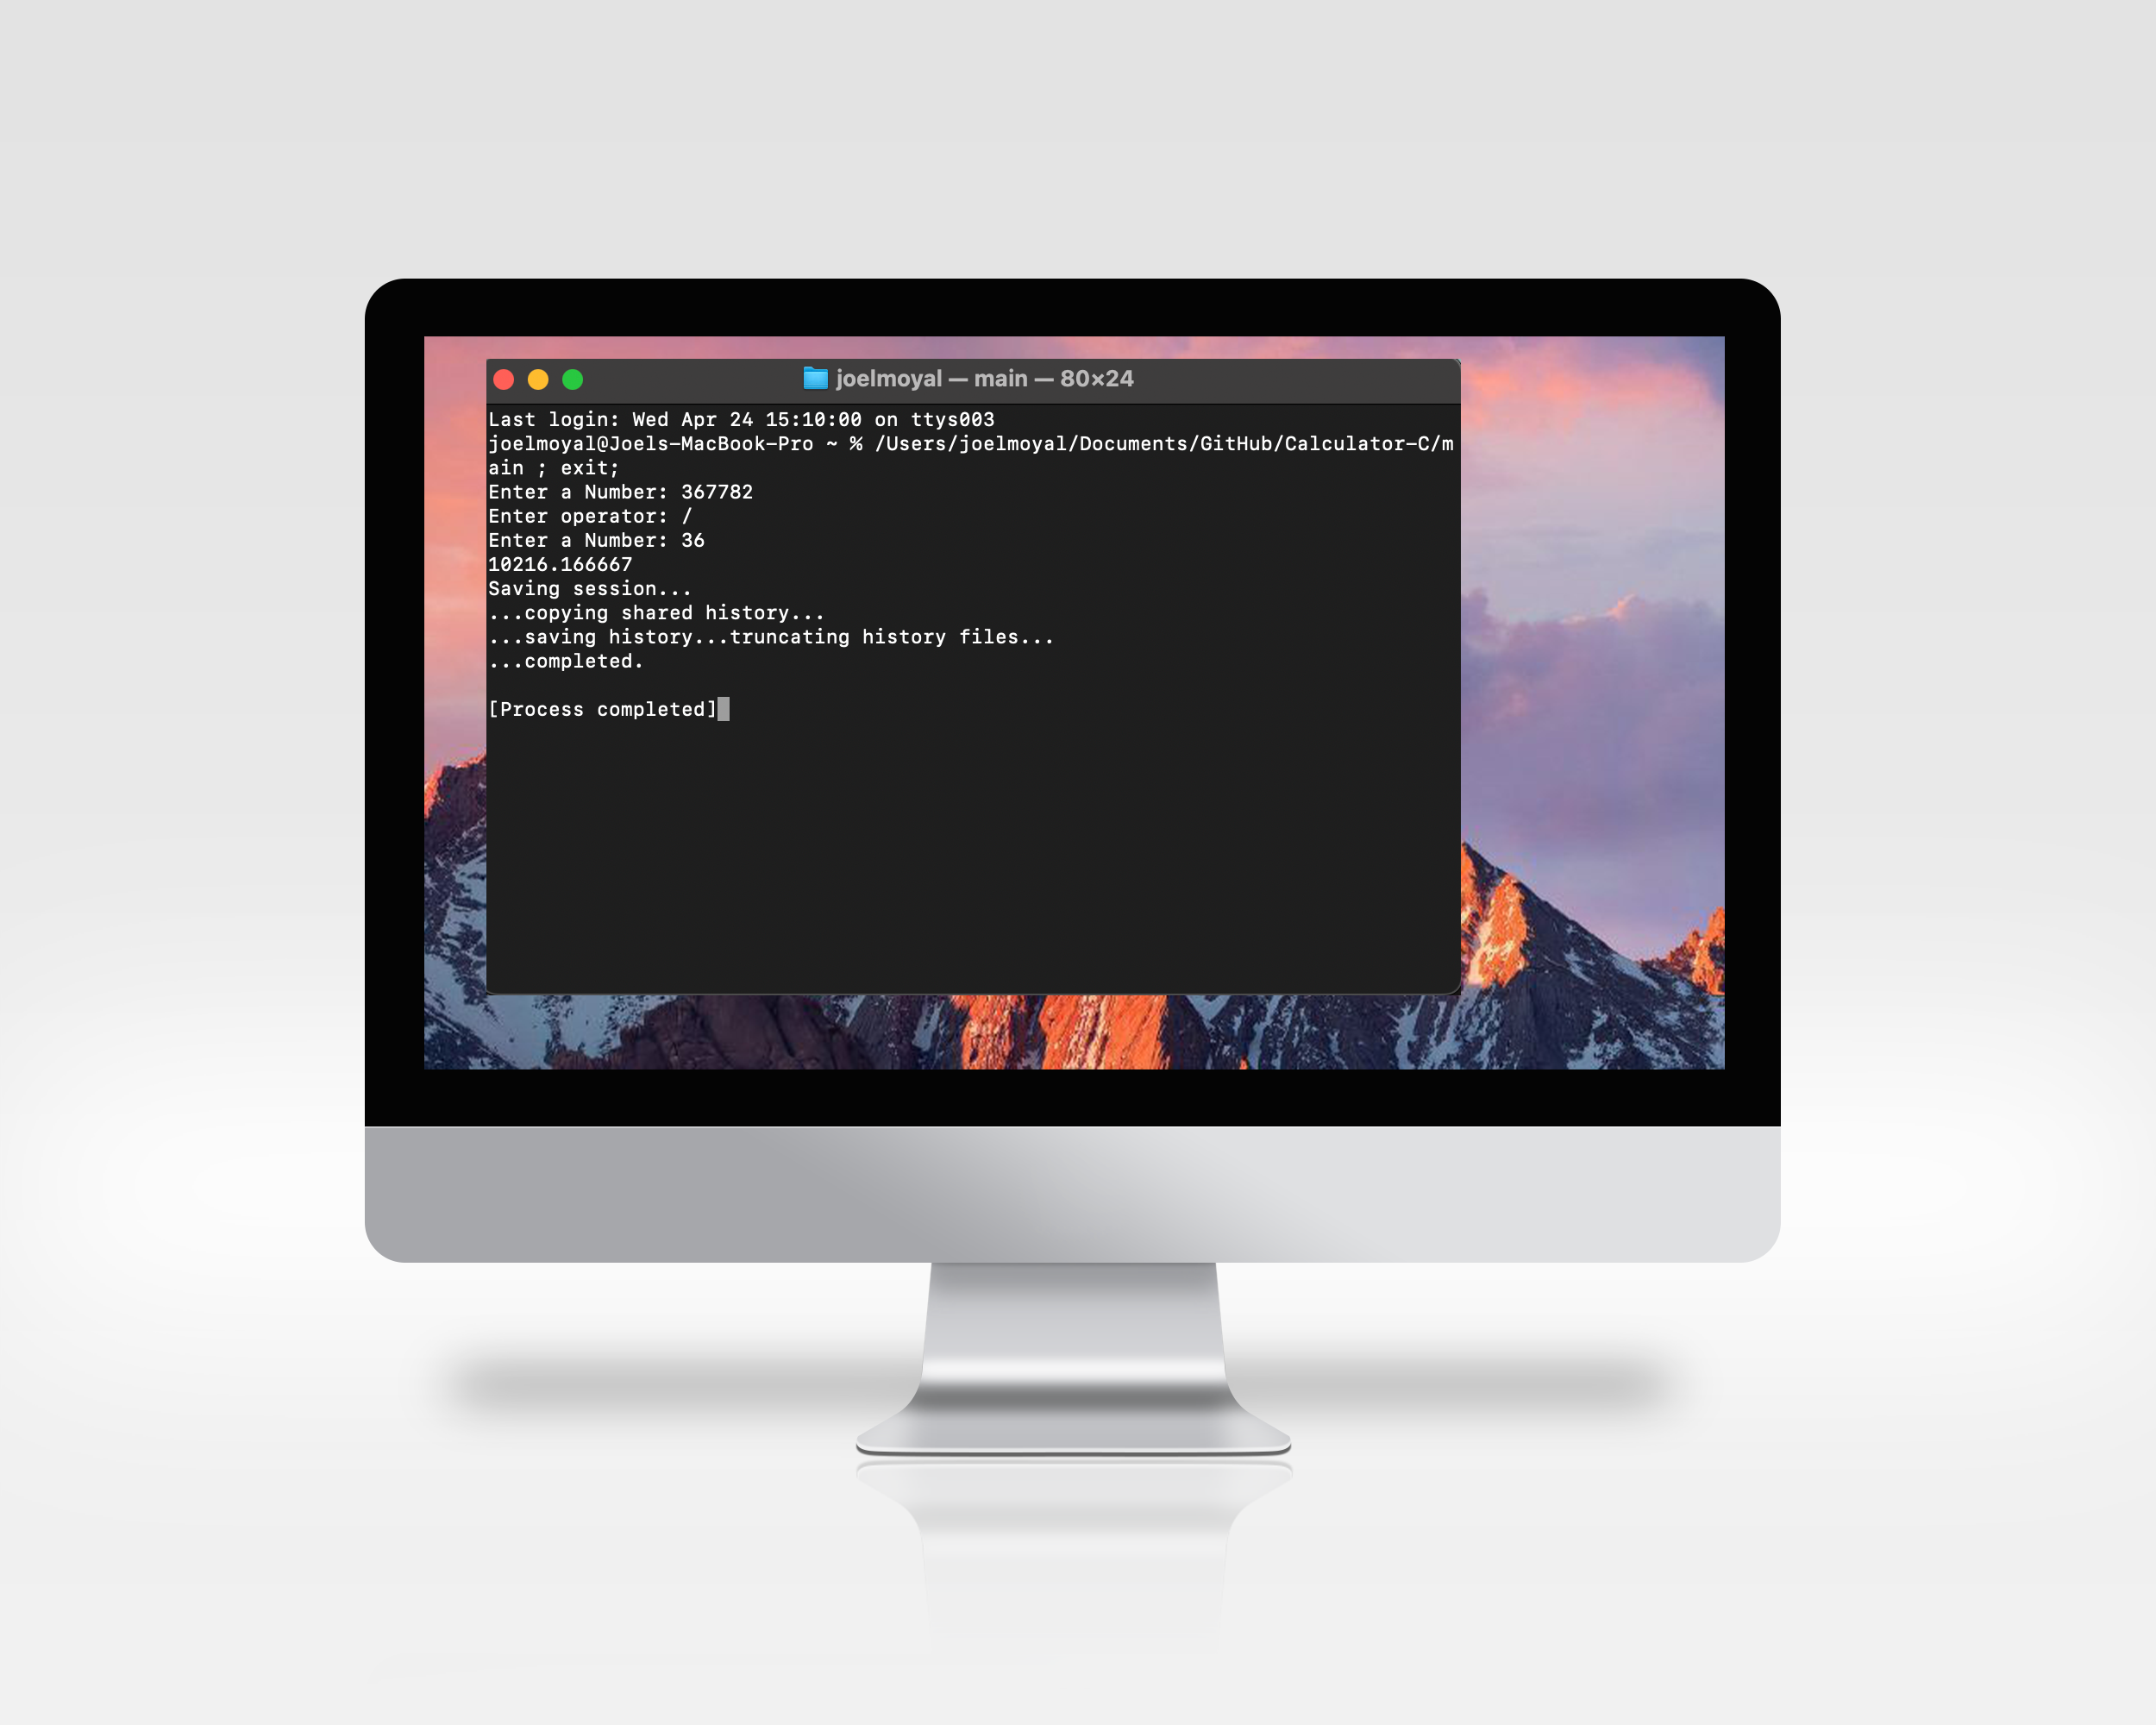 joelmoyal — main — 80×24
Last login: Wed Apr 24 15:10:00 on ttys003
joelmoyal@Joels-MacBook-Pro ~ % /Users/joelmoyal/Documents/GitHub/Calculator-C/m
ain ; exit;
Enter a Number: 367782
Enter operator: /
Enter a Number: 36
10216.166667
Saving session...
...copying shared history...
...saving history...truncating history files...
...completed.
[Process completed]